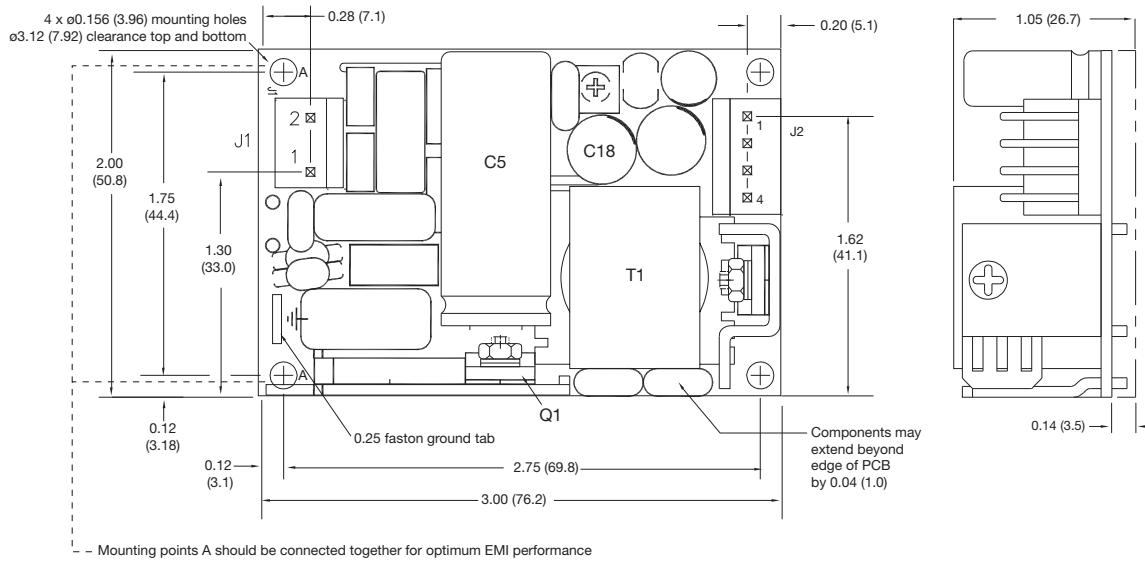 4 x ø0.156 (3.96) mounting holes
ø3.12 (7.92) clearance top and bottom
0.28 (7.1)
0.20 (5.1)
1.05 (26.7)
A
J1
J1
2
1
C5
C18
1
J2
4
2.00
(50.8)
1.75
(44.4)
1.30
(33.0)
T1
1.62
(41.1)
A
Q1
0.12
(3.18)
0.25 faston ground tab
Components may
extend beyond
edge of PCB
by 0.04 (1.0)
0.14 (3.5)
0.12
(3.1)
2.75 (69.8)
3.00 (76.2)
Mounting points A should be connected together for optimum EMI performance